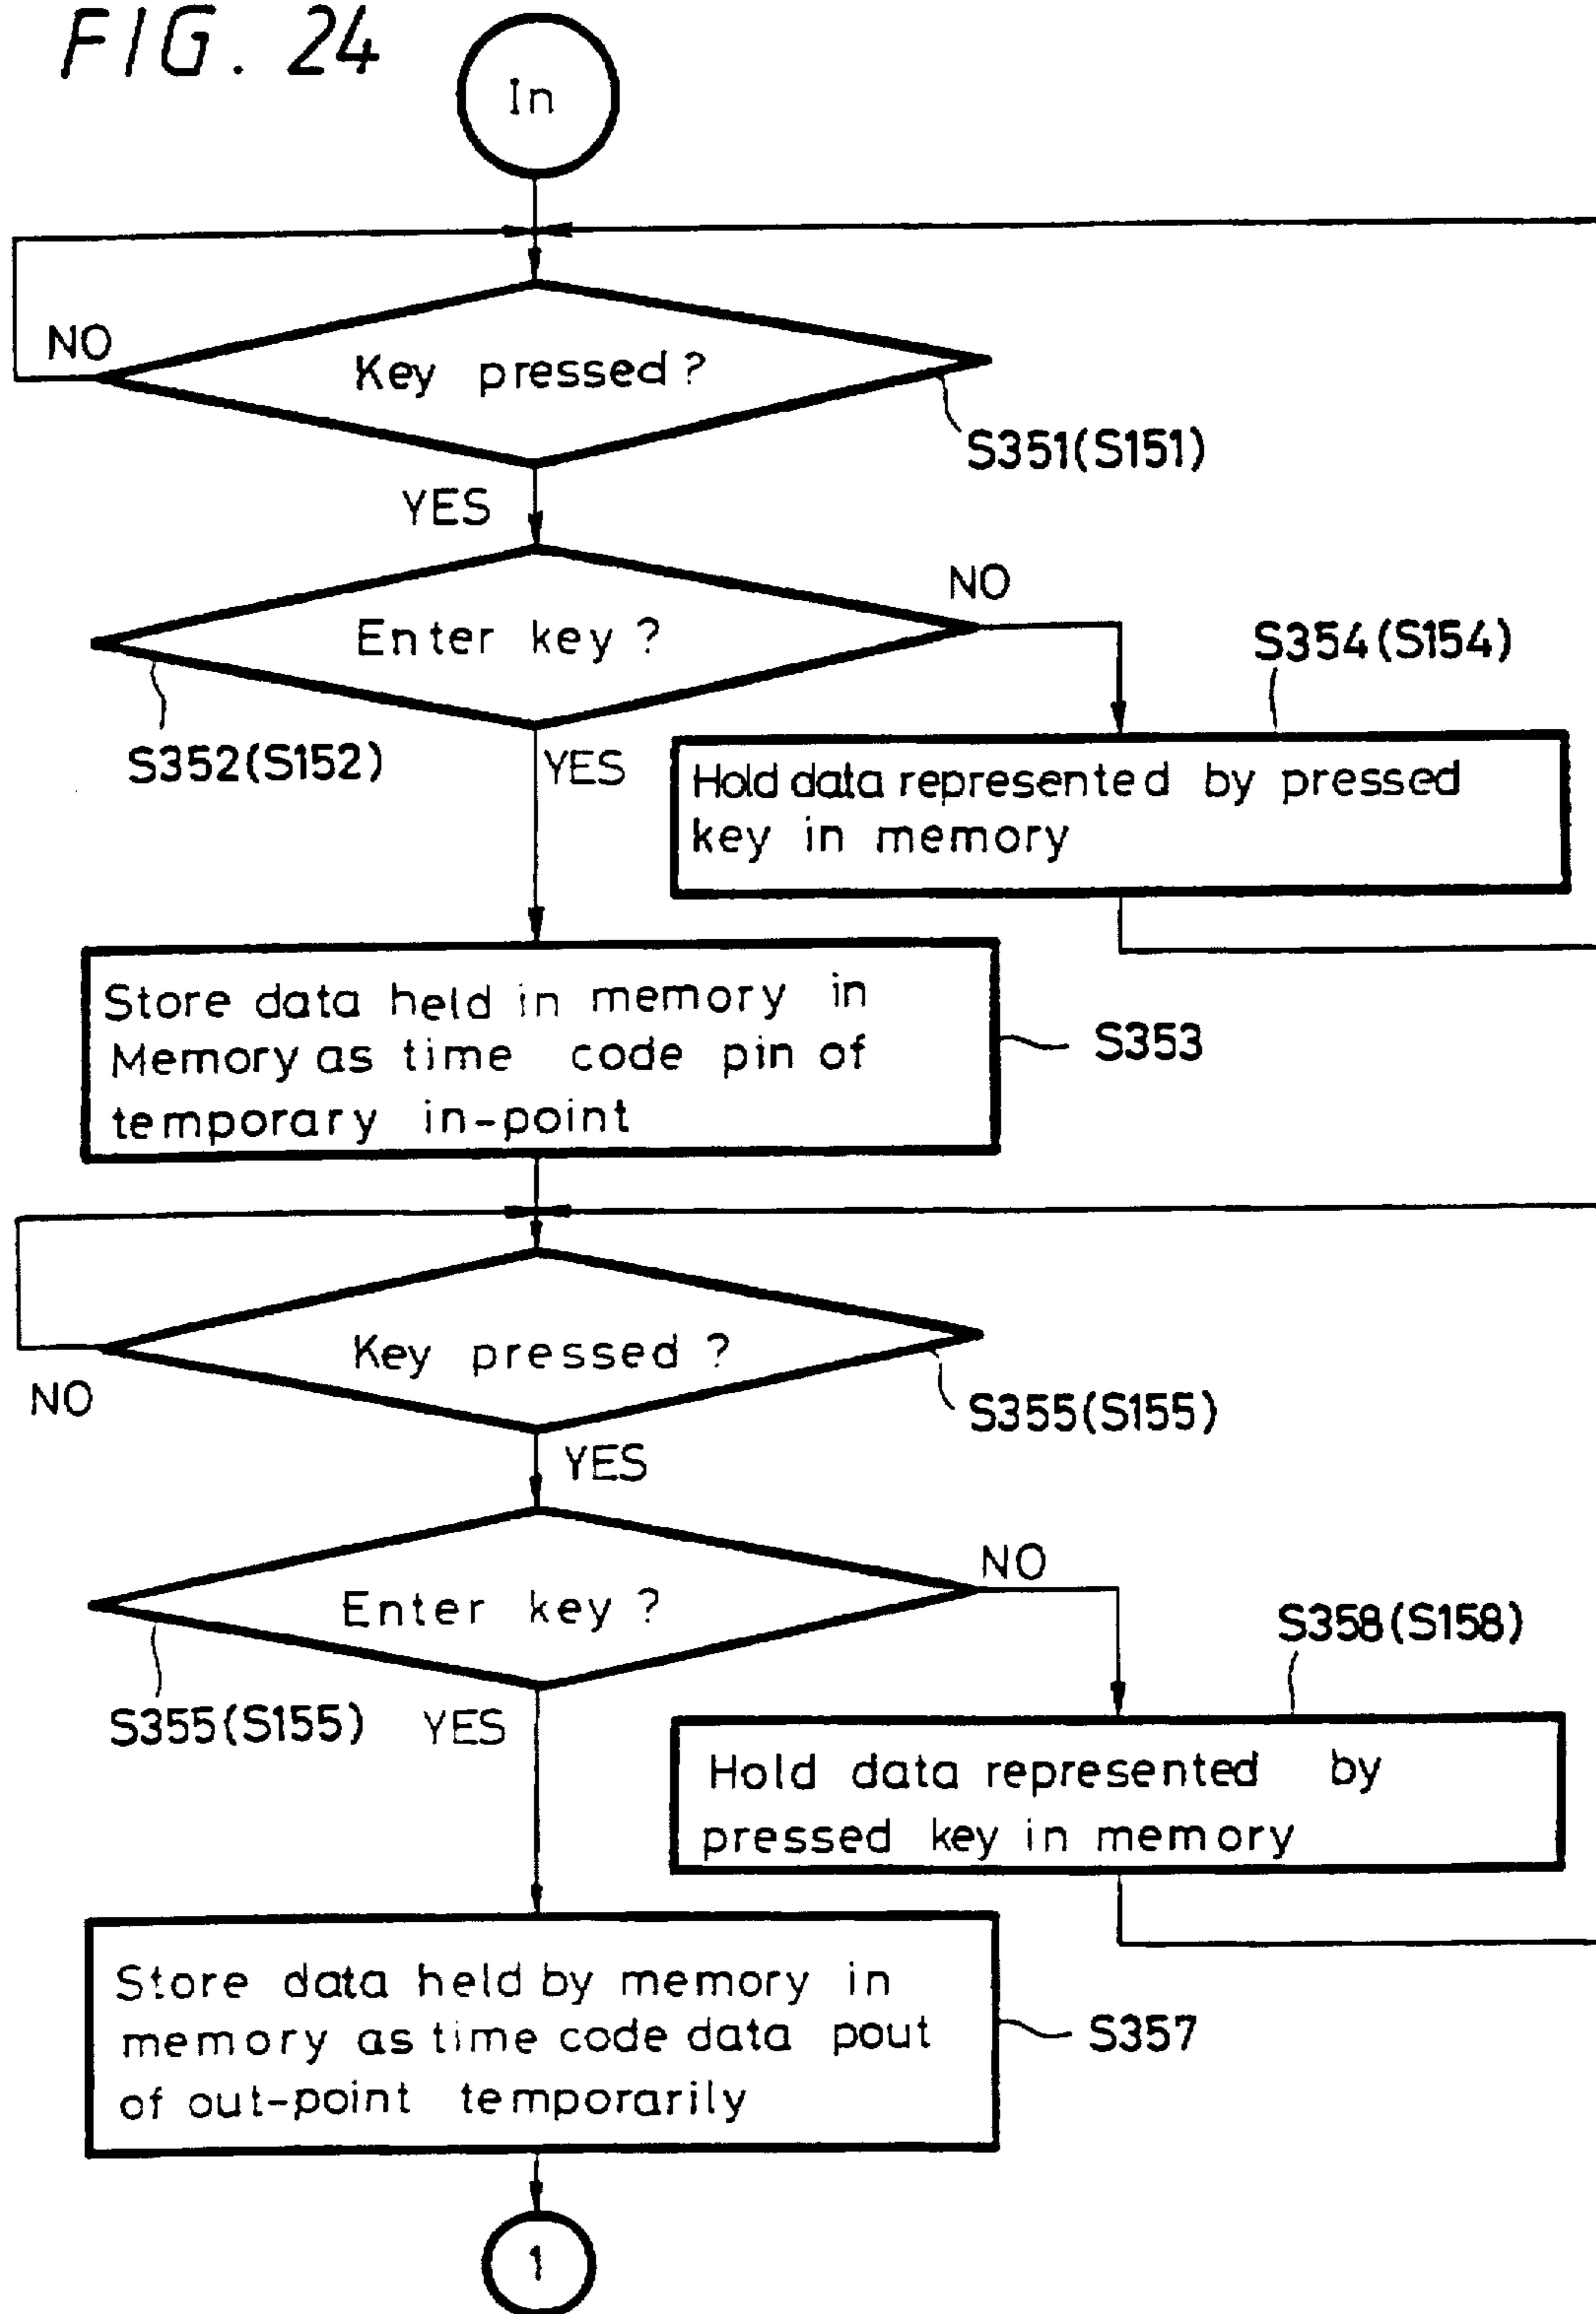 FIG. 24
In
NO
Key pressed?
S351(S151)
YES
NO
Enter key?
S354(S154)
S352(S152)
YES
Hold data represented by pressed
key in memory
Store data held in memory in
Memory as time code pin of
temporary in-point
S353
Key pressed?
NO
S355(S155)
YES
NO
Enter key?
S358(S158)
S355(S155)
YES
Hold data represented by
pressed key in memory
Store data held by memory in
memory as time code data pout
of out-point temporarily
S357
1